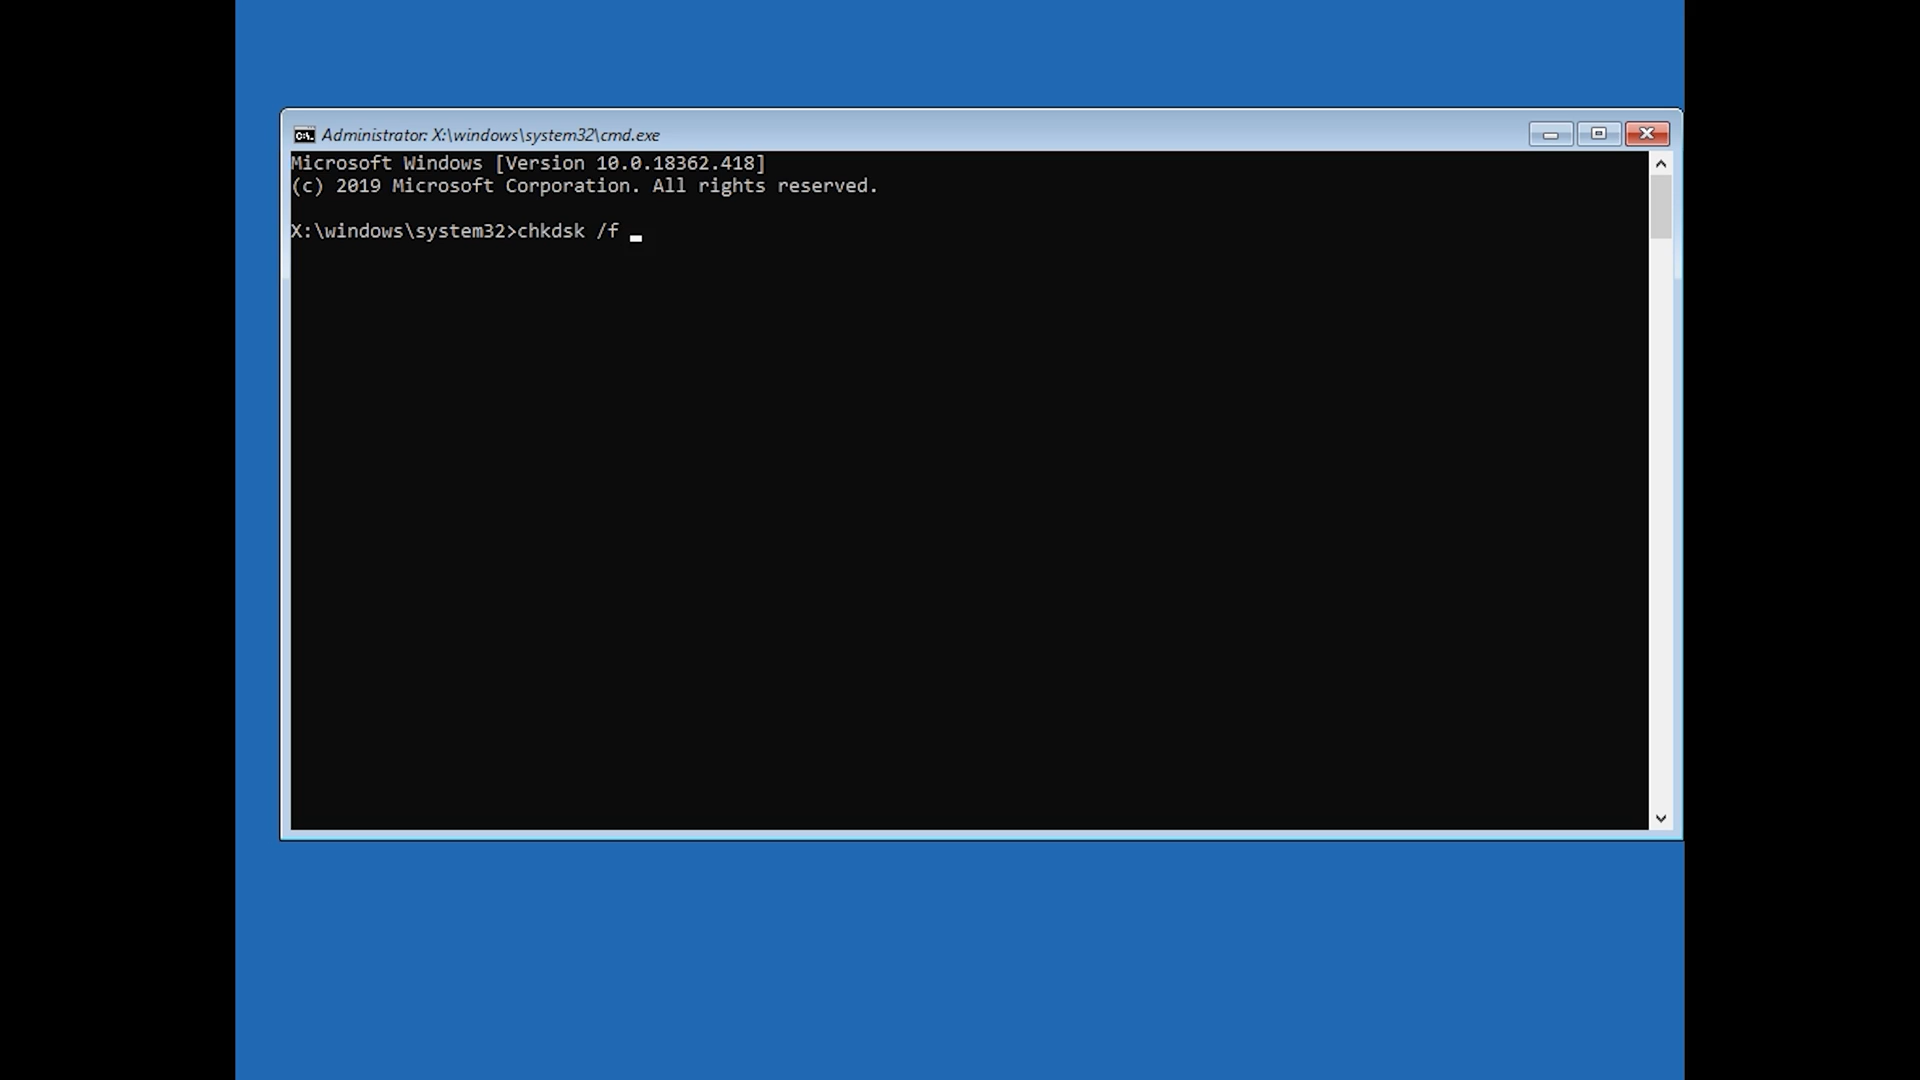 Administrator: X:\windows\system32\cmd.exe
Microsoft Windows [Version 10.0.18362.418]
(c) 2019 Microsoft Corporation. All rights reserved.
X:\windows\system32>chkdsk /f _